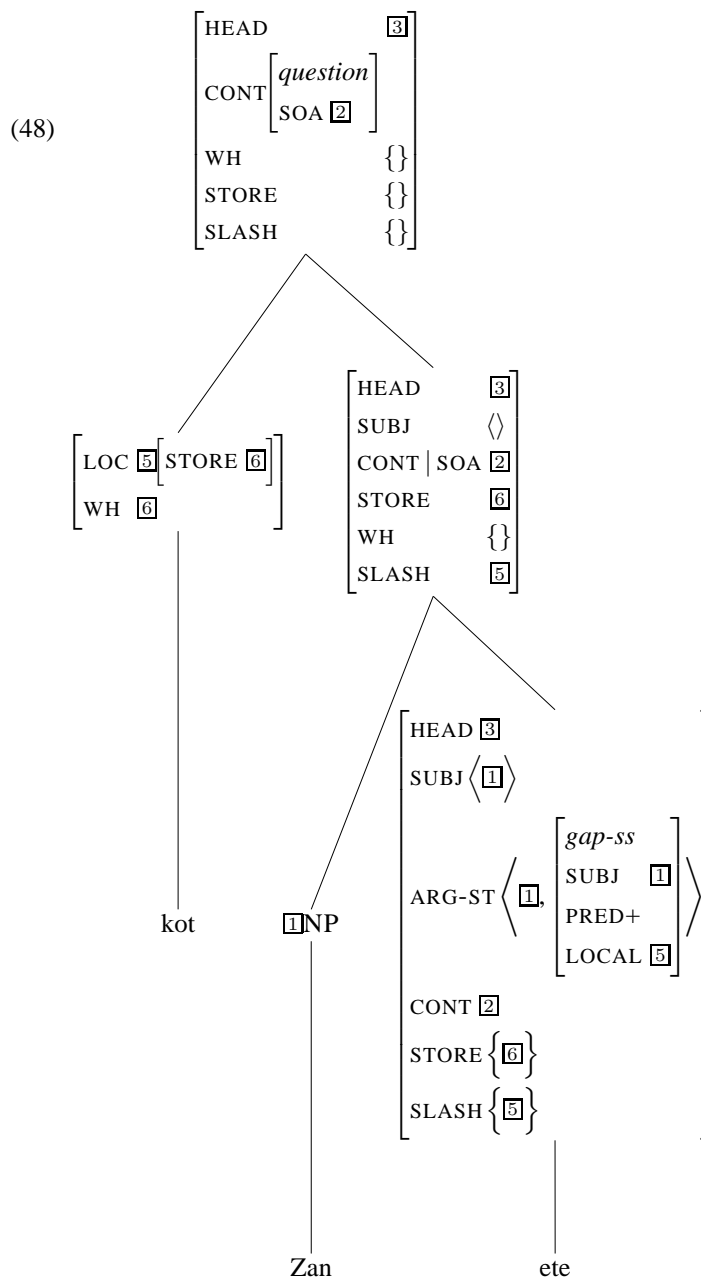 (48)
HEAD 3
CONT question
SOA 2
WH {}
STORE {}
SLASH {}
LOC 5 [STORE 6]
WH 6
HEAD 3
SUBJ ⟨⟩
CONT | SOA 2
STORE 6
WH {}
SLASH 5
HEAD 3
SUBJ ⟨1⟩
ARG-ST ⟨1,
gap-ss
SUBJ 1
PRED+
LOCAL 5
⟩
CONT 2
STORE {6}
SLASH {5}
kot
1NP
Zan
ete